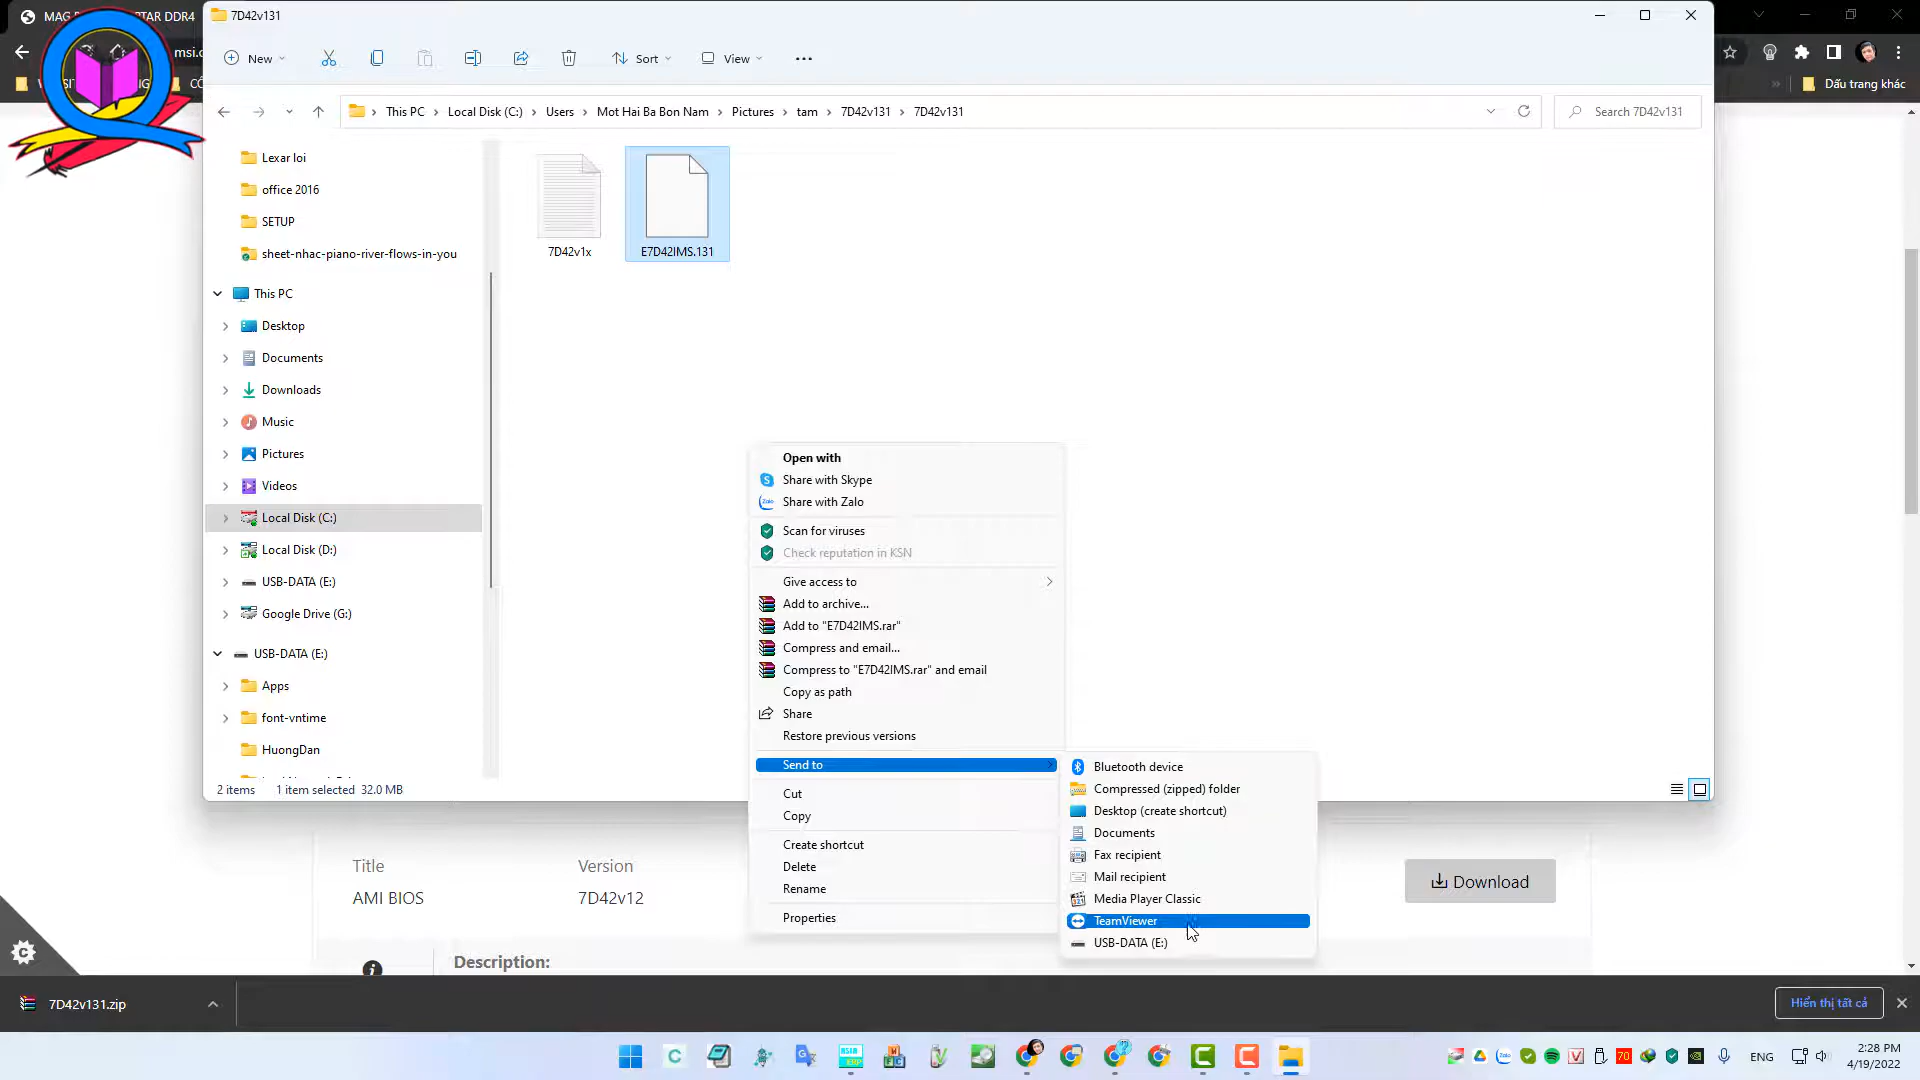 MAG
TAR DDR4
7D42v131
msi.c
New
Sort
View
This PC
Local Disk (C:)
Users
Mot Hai Ba Bon Nam
Pictures
tam
7D42v131
7D42v131
Search 7D42v131
Dấu trang khác
Lexar loi
office 2016
SETUP
sheet-nhac-piano-river-flows-in-you
This PC
Desktop
Documents
Downloads
Music
Pictures
Videos
Local Disk (C:)
Local Disk (D:)
USB-DATA (E:)
Google Drive (G:)
USB-DATA (E:)
Apps
font-vntime
HuongDan
7D42v1x
E7D42IMS.131
2 items
1 item selected 32.0 MB
Open with
Share with Skype
Share with Zalo
Scan for viruses
Check reputation in KSN
Give access to
Add to archive...
Add to "E7D42IMS.rar"
Compress and email...
Compress to "E7D42IMS.rar" and email
Copy as path
Share
Restore previous versions
Send to
Cut
Copy
Create shortcut
Delete
Rename
Properties
Bluetooth device
Compressed (zipped) folder
Desktop (create shortcut)
Documents
Fax recipient
Mail recipient
Media Player Classic
TeamViewer
USB-DATA (E:)
Title
Version
AMI BIOS
7D42v12
Download
Description:
7D42v131.zip
Hiển thị tất cả
70
ENG
2:28 PM
4/19/2022